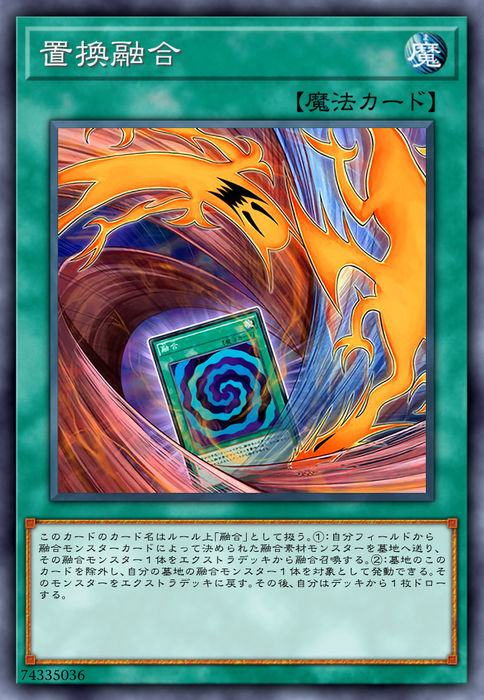 置換融合
魔
【魔法カード】
融合
このカードのカード名はルール上「融合」として扱う。①:自分フィールドから
融合モンスターカードによって決められた融合素材モンスターを墓地へ送り、
その融合モンスター1体をエクストラデッキから融合召喚する。②:墓地のこの
カードを除外し、自分の墓地の融合モンスター1体を対象として発動できる。そ
のモンスターをエクストラデッキに戻す。その後、自分はデッキから1枚ドロー
する。
74335036